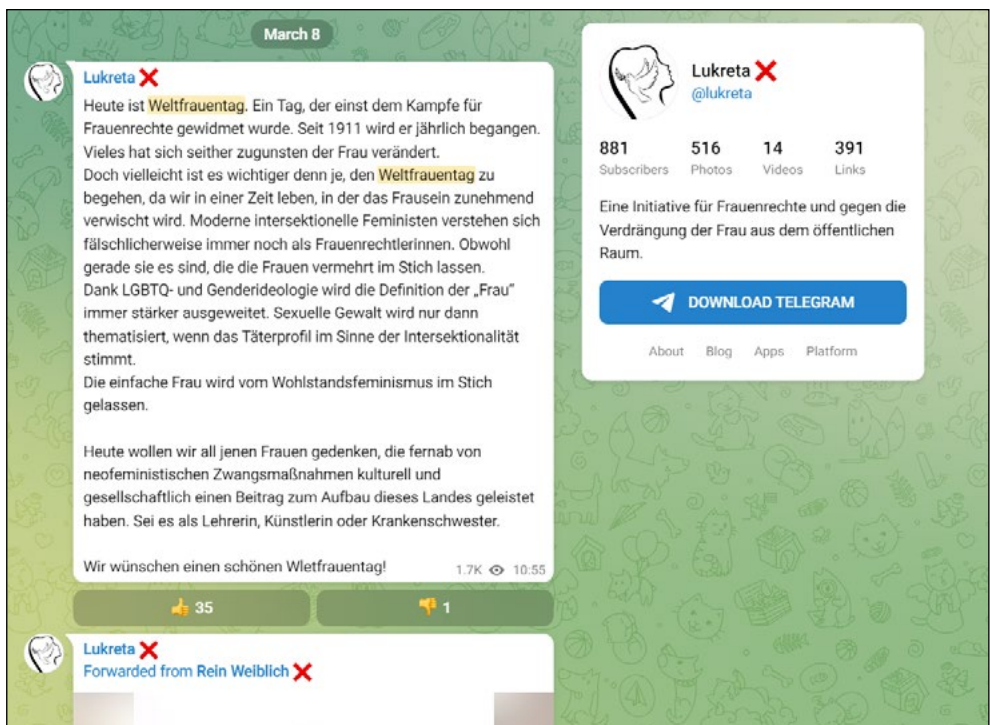 March 8
Lukreta ❌
Heute ist Weltfrauentag. Ein Tag, der einst dem Kampfe für
Frauenrechte gewidmet wurde. Seit 1911 wird er jährlich begangen.
Vieles hat sich seither zugunsten der Frau verändert.
Doch vielleicht ist es wichtiger denn je, den Weltfrauentag zu
begehen, da wir in einer Zeit leben, in der das Frausein zunehmend
verwischt wird. Moderne intersektionelle Feministen verstehen sich
fälschlicherweise immer noch als Frauenrechtlerinnen. Obwohl
gerade sie es sind, die die Frauen vermehrt im Stich lassen.
Dank LGBTQ- und Genderideologie wird die Definition der „Frau"
immer stärker ausgeweitet. Sexuelle Gewalt wird nur dann
thematisiert, wenn das Täterprofil im Sinne der Intersektionalität
stimmt.
Die einfache Frau wird vom Wohlstandsfeminismus im Stich
gelassen.
Heute wollen wir all jenen Frauen gedenken, die fernab von
neofeministischen Zwangsmaßnahmen kulturell und
gesellschaftlich einen Beitrag zum Aufbau dieses Landes geleistet
haben. Sei es als Lehrerin, Künstlerin oder Krankenschwester.
Wir wünschen einen schönen Wletfrauentag!
1.7K 10:55
👍 35
👎 1
Lukreta ❌
Forwarded from Rein Weiblich ❌
Lukreta ❌
@lukreta
881 516 14 391
Subscribers Photos Videos Links
Eine Initiative für Frauenrechte und gegen die
Verdrängung der Frau aus dem öffentlichen
Raum.
DOWNLOAD TELEGRAM
About Blog Apps Platform